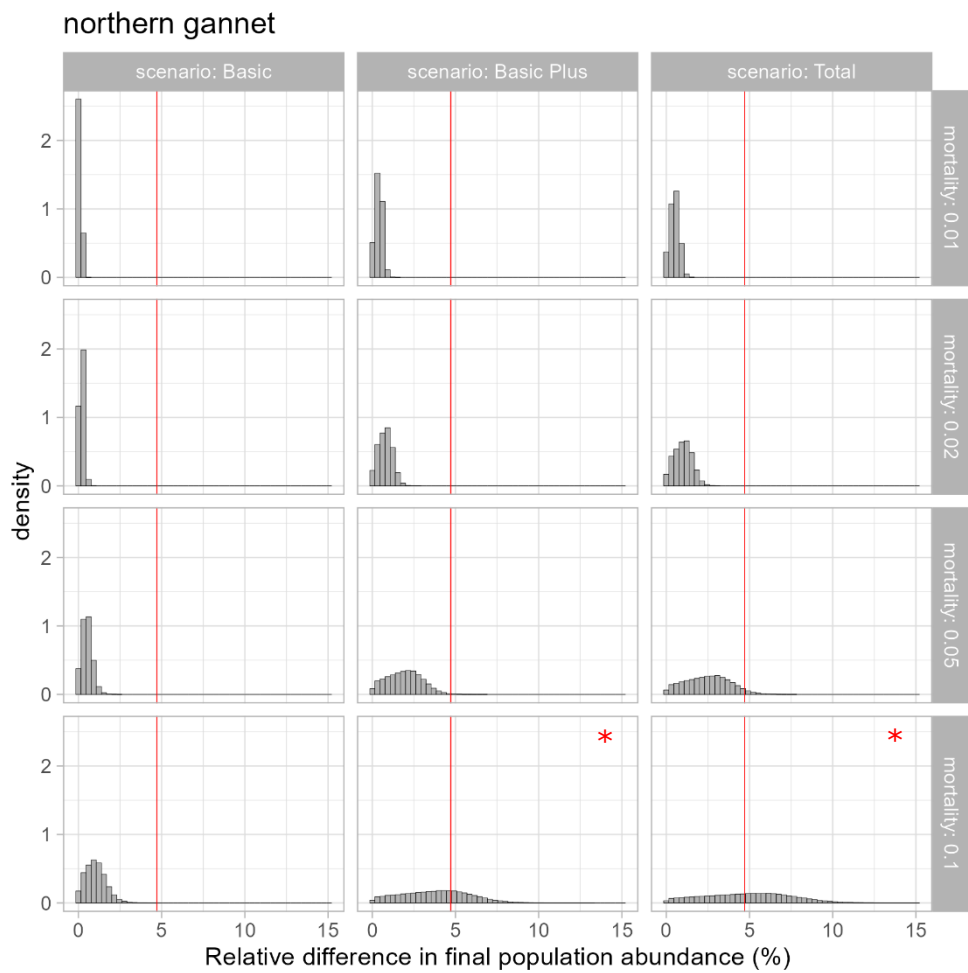 northern gannet
scenario: Basic
scenario: Basic Plus
scenario: Total
2
1
0
mortality: 0.01
2
1
0
mortality: 0.02
density
2
1
0
mortality: 0.05
*
*
2
1
0
mortality: 0.1
0 5 10 15
0 5 10 15
0 5 10 15
Relative difference in final population abundance (%)